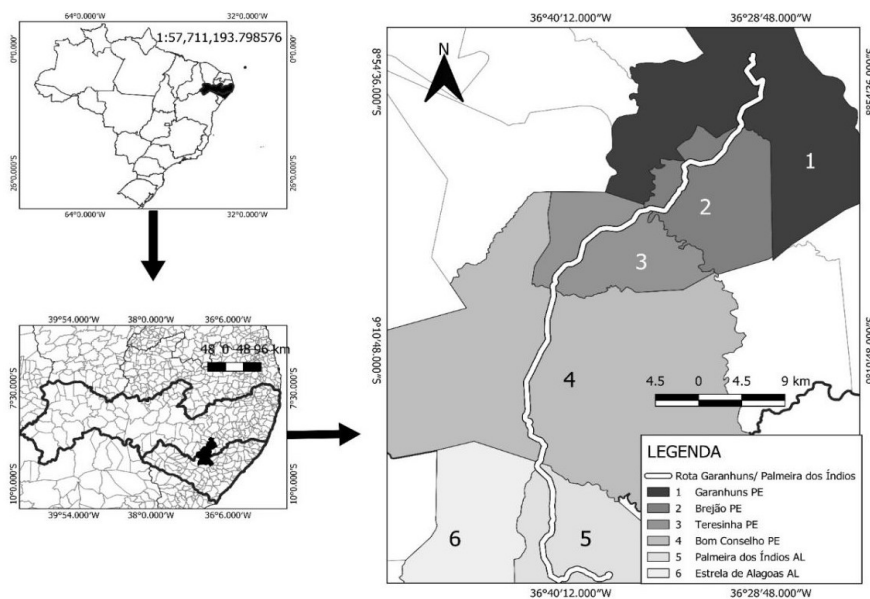 64°0.000'W 32°0.000'W
1:57,711,193.798576
0°0.000'S 0°0.000'S
26°0.000'S 26°0.000'S
64°0.000'W 32°0.000'W
39°54.000'W 38°0.000'W 36°6.000'W
48 0 48 96 km
7°30.000'S 7°30.000'S
10°0.000'S 10°0.000'S
39°54.000'W 38°0.000'W 36°6.000'W
36°40'12.000"W 36°28'48.000"W
8°54'36.000"S 8°54'36.000"S
N
1
2
3
9°10'48.000"S 9°10'48.000"S
4
4.5 0 4.5 9 km
LEGENDA
Rota Garanhuns/ Palmeira dos Índios
1 Garanhuns PE
2 Brejão PE
3 Teresinha PE
4 Bom Conselho PE
5 Palmeira dos Índios AL
6 Estrela de Alagoas AL
6
5
36°40'12.000"W 36°28'48.000"W